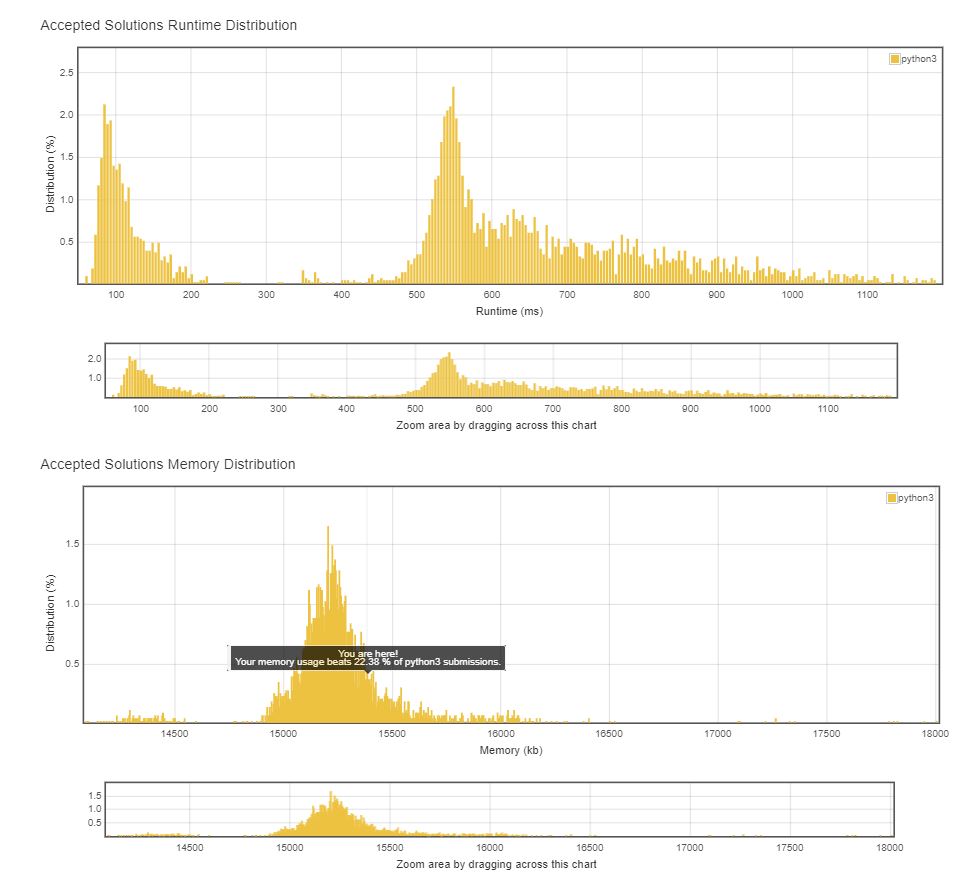 Accepted Solutions Runtime Distribution
python3
2.5
2.0
1.5
1.0
0.5
Distribution (%)
100 200 300 400 500 600 700 800 900 1000 1100
Runtime (ms)
2.0
1.0
100 200 300 400 500 600 700 800 900 1000 1100
Zoom area by dragging across this chart
Accepted Solutions Memory Distribution
python3
1.5
1.0
0.5
Distribution (%)
You are here!
Your memory usage beats 22.38 % of python3 submissions.
14500 15000 15500 16000 16500 17000 17500 18000
Memory (kb)
1.5
1.0
0.5
14500 15000 15500 16000 16500 17000 17500 18000
Zoom area by dragging across this chart